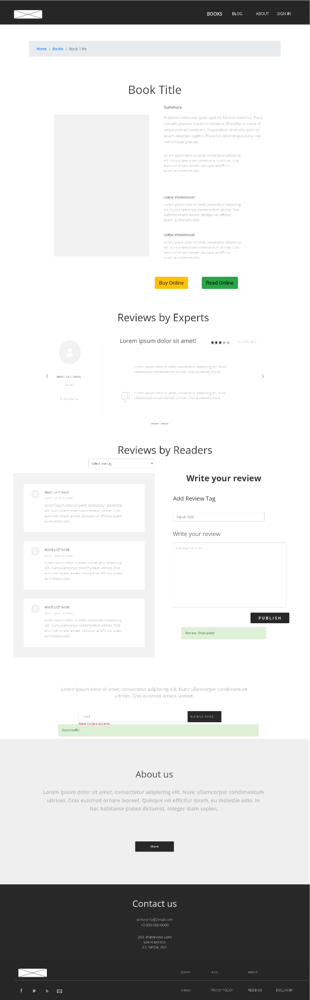 BOOKS BLOG ABOUT SIGN IN
Home / Books / Book Title
Book Title
Summary
Praesent malesuada quam eget elit lobortis maximus. Fusce
convallis placerat mauris in tincidunt. Phasellus a massa id
neque pretium venenatis. Suspendisse venenatis quam ac
ipsum venenatis sagittis. Phasellus pellentesque purus nec
nisl volutpat gravida.
Lorem ipsum dolor sit amet, consectetur adipiscing
elit. Nunc ullamcorper condimentum ultrices. Cras
euismod ornare laoreet. Quisque vel efficitur
quam, eu molestie odio.
LOREM IPSUM DOLOR
Lorem ipsum dolor sit amet, consectetur adipiscing
elit. Nunc ullamcorper condimentum ultrices. Cras
euismod ornare laoreet. Quisque vel efficitur
quam, eu molestie odio.
LOREM IPSUM DOLOR
Lorem ipsum dolor sit amet, consectetur adipiscing
elit. Nunc ullamcorper condimentum ultrices. Cras
euismod ornare laoreet. Quisque vel efficitur
quam, eu molestie odio.
Buy Online Read Online
Reviews by Experts
Lorem ipsum dolor sit amet!
14 APRIL, 2018
Lorem ipsum dolor sit amet, consectetur adipiscing elit. Nunc
ullamcorper condimentum ultrices. Cras euismod ornare.
NAME LAST NAME
Country
Comments
Lorem ipsum dolor sit amet, consectetur adipiscing elit. Nunc
ullamcorper condimentum ultrices. Cras euismod ornare.
Reviews by Readers
Select one tag
NAME LAST NAME
Lorem ipsum sit amet
Lorem ipsum dolor sit amet, consectetur adipiscing
elit. Nunc ullamcorper condimentum ultrices. Cras
euismod ornare laoreet. Quisque vel efficitur quam,
eu molestie odio.
NAME LAST NAME
Lorem ipsum sit amet
Lorem ipsum dolor sit amet, consectetur adipiscing
elit. Nunc ullamcorper condimentum ultrices. Cras
euismod ornare laoreet. Quisque vel efficitur quam,
eu molestie odio.
NAME LAST NAME
Lorem ipsum sit amet
Lorem ipsum dolor sit amet, consectetur adipiscing
elit. Nunc ullamcorper condimentum ultrices. Cras
euismod ornare laoreet. Quisque vel efficitur quam,
eu molestie odio.
Write your review
Add Review Tag
Input field
Write your review
PUBLISH
Review Published
Lorem ipsum dolor sit amet, consectetur adipiscing elit. Nunc ullamcorper condimentum
ultrices. Cras euismod ornare laoreet.
Email SUBSCRIBE
Please provide a valid email
Successful
About us
Lorem ipsum dolor sit amet, consectetur adipiscing elit. Nunc ullamcorper condimentum
ultrices. Cras euismod ornare laoreet. Quisque vel efficitur quam, eu molestie odio. In
hac habitasse platea dictumst. Integer diam sapien.
More
Contact us
acme.info@2mail.com
+0 000-000-0000
240, Waterview Lane
San Francisco
CA 94104, USA
BOOKS BLOG ABOUT
TERMS PRIVACY POLICY FEEDBACK DISCLAIMER